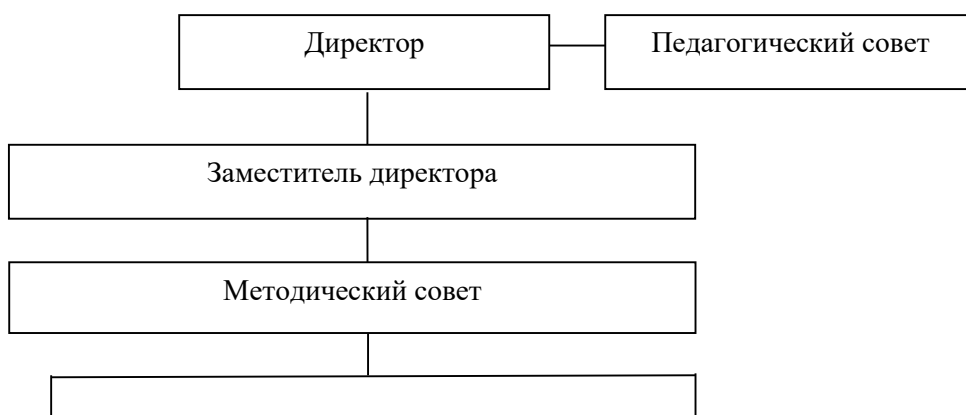 Директор
Педагогический совет
Заместитель директора
Методический совет